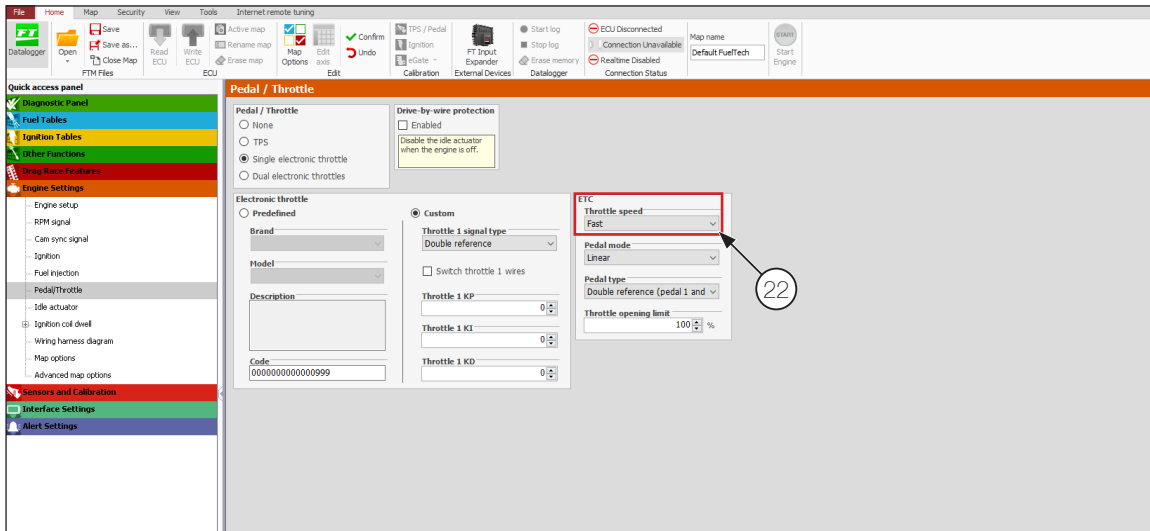 File Home Map Security View Tools Internet remote tuning
FT
Datalogger
Open
Save
Save as...
Close Map
FTM Files
Read ECU
Write ECU
Active map
Rename map
Erase map
ECU
Map Options
Edit axis
Confirm
Undo
Edit
TPS / Pedal
Ignition
eGate
Calibration
FT Input Expander
External Devices
Start log
Stop log
Erase memory
Datalogger
ECU Disconnected
Connection Unavailable
Realtime Disabled
Connection Status
Map name
Default FuelTech
START
Start Engine
Quick access panel
Diagnostic Panel
Fuel Tables
Ignition Tables
Other Functions
Drag Race Features
Engine Settings
Engine setup
RPM signal
Cam sync signal
Ignition
Fuel injection
Pedal/Throttle
Idle actuator
Ignition coil dwell
Wiring harness diagram
Map options
Advanced map options
Sensors and Calibration
Interface Settings
Alert Settings
Pedal / Throttle
Pedal / Throttle
None
TPS
Single electronic throttle
Dual electronic throttles
Drive-by-wire protection
Enabled
Disable the idle actuator
when the engine is off.
Electronic throttle
Predefined
Brand
Model
Description
Code
0000000000000999
Custom
Throttle 1 signal type
Double reference
Switch throttle 1 wires
Throttle 1 KP
0
Throttle 1 KI
0
Throttle 1 KD
0
ETC
Throttle speed
Fast
Pedal mode
Linear
Pedal type
Double reference (pedal 1 and
Throttle opening limit
100 %
22